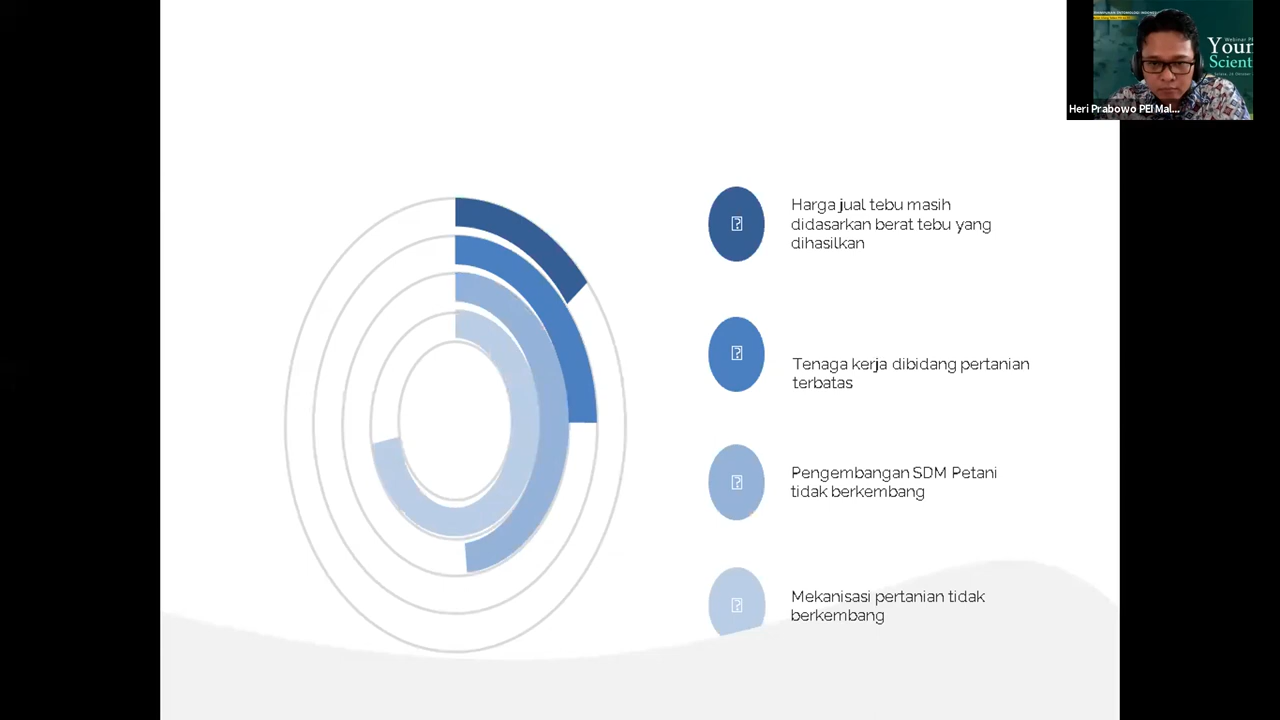 Your
Scient
Heri Prabowo PEI Mal...
Harga jual tebu masih
didasarkan berat tebu yang
dihasilkan
Tenaga kerja dibidang pertanian
terbatas
Pengembangan SDM Petani
tidak berkembang
Mekanisasi pertanian tidak
berkembang